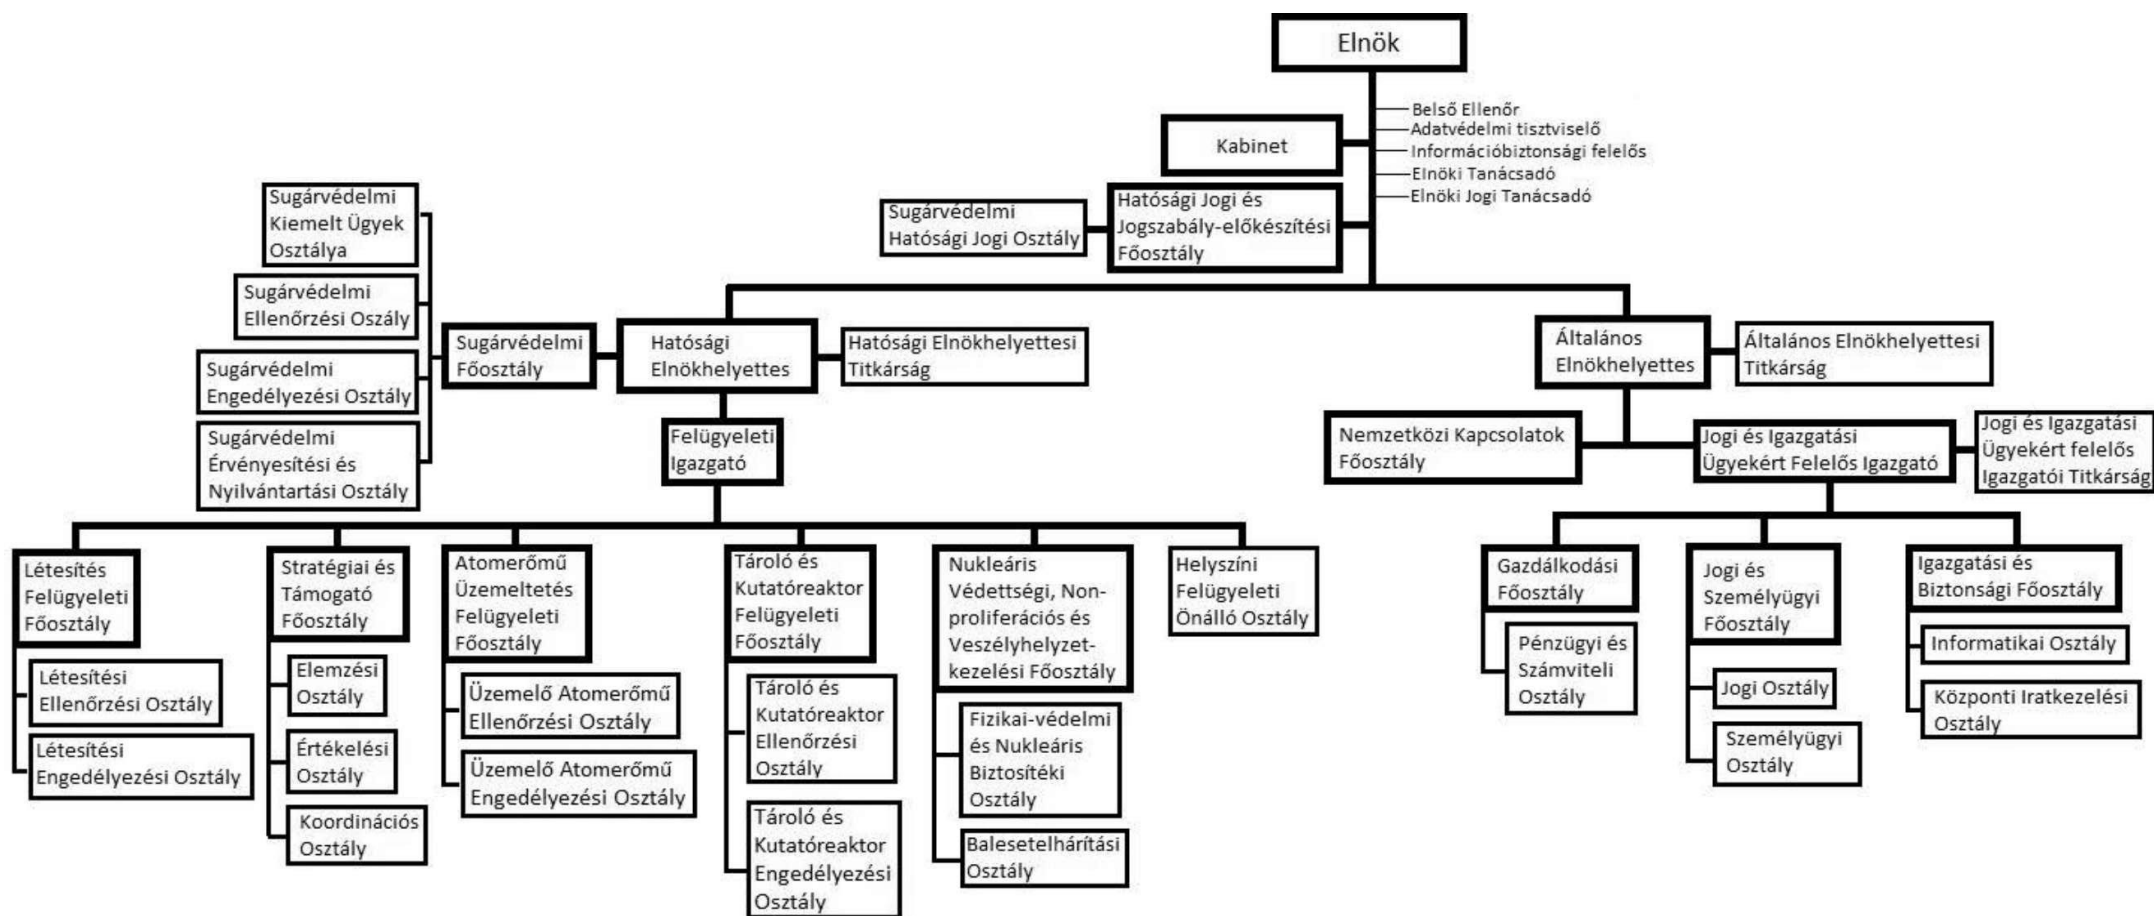 Elnök
Belső Ellenőr
Adatvédelmi tisztviselő
Információbiztonsági felelős
Elnöki Tanácsadó
Elnöki Jogi Tanácsadó
Kabinet
Hatósági Jogi és
Jogszabály-előkészítési
Főosztály
Sugárvédelmi
Hatósági Jogi Osztály
Sugárvédelmi
Kiemelt Ügyek
Osztálya
Sugárvédelmi
Ellenőrzési Oszály
Sugárvédelmi
Engedélyezési Osztály
Sugárvédelmi
Érvényesítési és
Nyilvántartási Osztály
Sugárvédelmi
Főosztály
Hatósági
Elnökhelyettes
Hatósági Elnökhelyettesi
Titkárság
Általános
Elnökhelyettes
Általános Elnökhelyettesi
Titkárság
Felügyeleti
Igazgató
Nemzetközi Kapcsolatok
Főosztály
Jogi és Igazgatási
Ügyekért Felelős Igazgató
Jogi és Igazgatási
Ügyekért felelős
Igazgatói Titkárság
Létesítés
Felügyeleti
Főosztály
Létesítési
Ellenőrzési Osztály
Létesítési
Engedélyezési Osztály
Stratégiai és
Támogató
Főosztály
Elemzési
Osztály
Értékelési
Osztály
Koordinációs
Osztály
Atomerőmű
Üzemeltetés
Felügyeleti
Főosztály
Üzemelő Atomerőmű
Ellenőrzési Osztály
Üzemelő Atomerőmű
Engedélyezési Osztály
Tároló és
Kutatóreaktor
Felügyeleti
Főosztály
Tároló és
Kutatóreaktor
Ellenőrzési
Osztály
Tároló és
Kutatóreaktor
Engedélyezési
Osztály
Nukleáris
Védettségi, Non-
proliferációs és
Veszélyhelyzet-
kezelési Főosztály
Fizikai-védelmi
és Nukleáris
Biztosítéki
Osztály
Balesetelhárítási
Osztály
Helyszíni
Felügyeleti
Önálló Osztály
Gazdálkodási
Főosztály
Pénzügyi és
Számviteli
Osztály
Jogi és
Személyügyi
Főosztály
Jogi Osztály
Személyügyi
Osztály
Igazgatási és
Biztonsági Főosztály
Informatikai Osztály
Központi Iratkezelési
Osztály